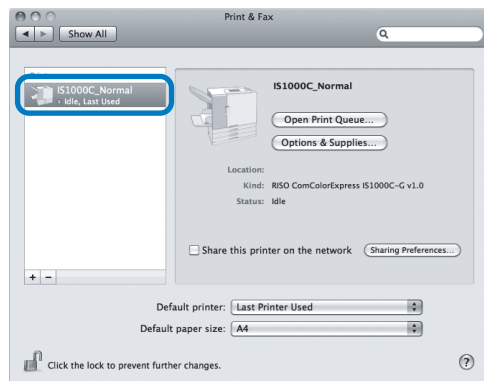 Print & Fax
Show All
IS1000C_Normal
Idle, Last Used
IS1000C_Normal
Open Print Queue...
Options & Supplies...
Location:
Kind: RISO ComColorExpress IS1000C-G v1.0
Status: Idle
Share this printer on the network
Sharing Preferences...
+ −
Default printer: Last Printer Used
Default paper size: A4
Click the lock to prevent further changes.
?